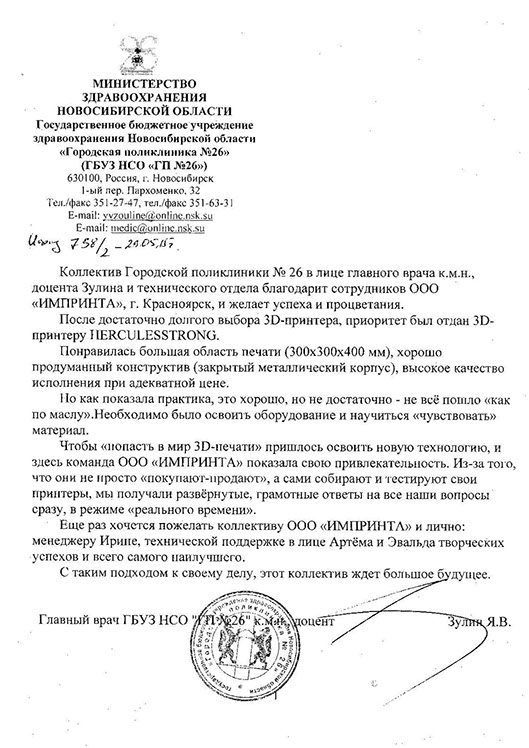 МИНИСТЕРСТВО
ЗДРАВООХРАНЕНИЯ
НОВОСИБИРСКОЙ ОБЛАСТИ
Государственное бюджетное учреждение
здравоохранения Новосибирской области
«Городская поликлиника №26»
(ГБУЗ НСО «ГП №26»)
630100, Россия, г. Новосибирск
1-ый пер. Пархоменко, 32
Тел./факс 351-27-47, тел./факс 351-63-31
E-mail: yvzouline@online.nsk.su
E-mail: medic@online.nsk.su
758/2
Коллектив Городской поликлиники № 26 в лице главного врача к.м.н.,
доцента Зулина и технического отдела благодарит сотрудников ООО
«ИМПРИНТА», г. Красноярск, и желает успеха и процветания.
После достаточно долгого выбора 3D-принтера, приоритет был отдан 3D-
принтеру HERCULESSTRONG.
Понравилась большая область печати (300x300x400 мм), хорошо
продуманный конструктив (закрытый металлический корпус), высокое качество
исполнения при адекватной цене.
Но как показала практика, это хорошо, но не достаточно - не всё пошло «как
по маслу».Необходимо было освоить оборудование и научиться «чувствовать»
материал.
Чтобы «попасть в мир 3D-печати» пришлось освоить новую технологию, и
здесь команда ООО «ИМПРИНТА» показала свою привлекательность. Из-за того,
что они не просто «покупают-продают», а сами собирают и тестируют свои
принтеры, мы получали развёрнутые, грамотные ответы на все наши вопросы
сразу, в режиме «реального времени».
Еще раз хочется пожелать коллективу ООО «ИМПРИНТА» и лично:
менеджеру Ирине, технической поддержке в лице Артёма и Эвальда творческих
успехов и всего самого наилучшего.
С таким подходом к своему делу, этот коллектив ждет большое будущее.
Главный врач ГБУЗ НСО "ГП №26" к.м.н. доцент Зулин Я.В.